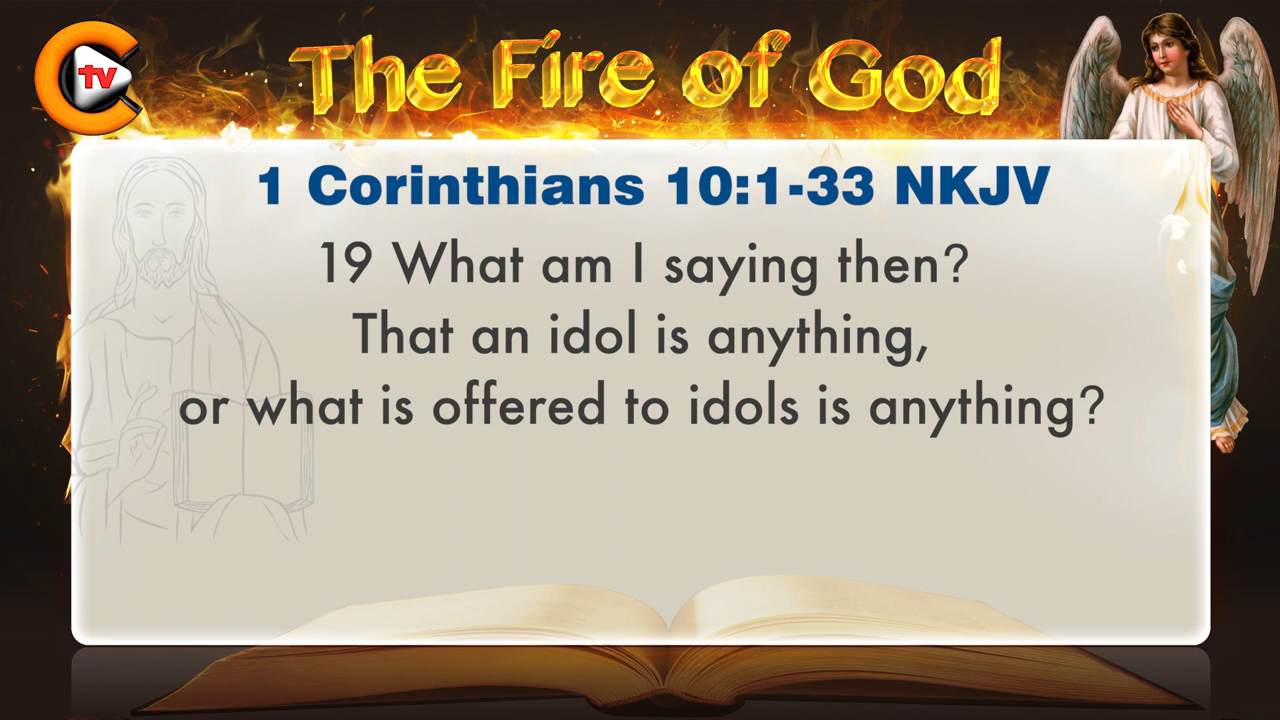 tv
The Fire of God
1 Corinthians 10:1-33 NKJV
19 What am I saying then?
That an idol is anything,
or what is offered to idols is anything?